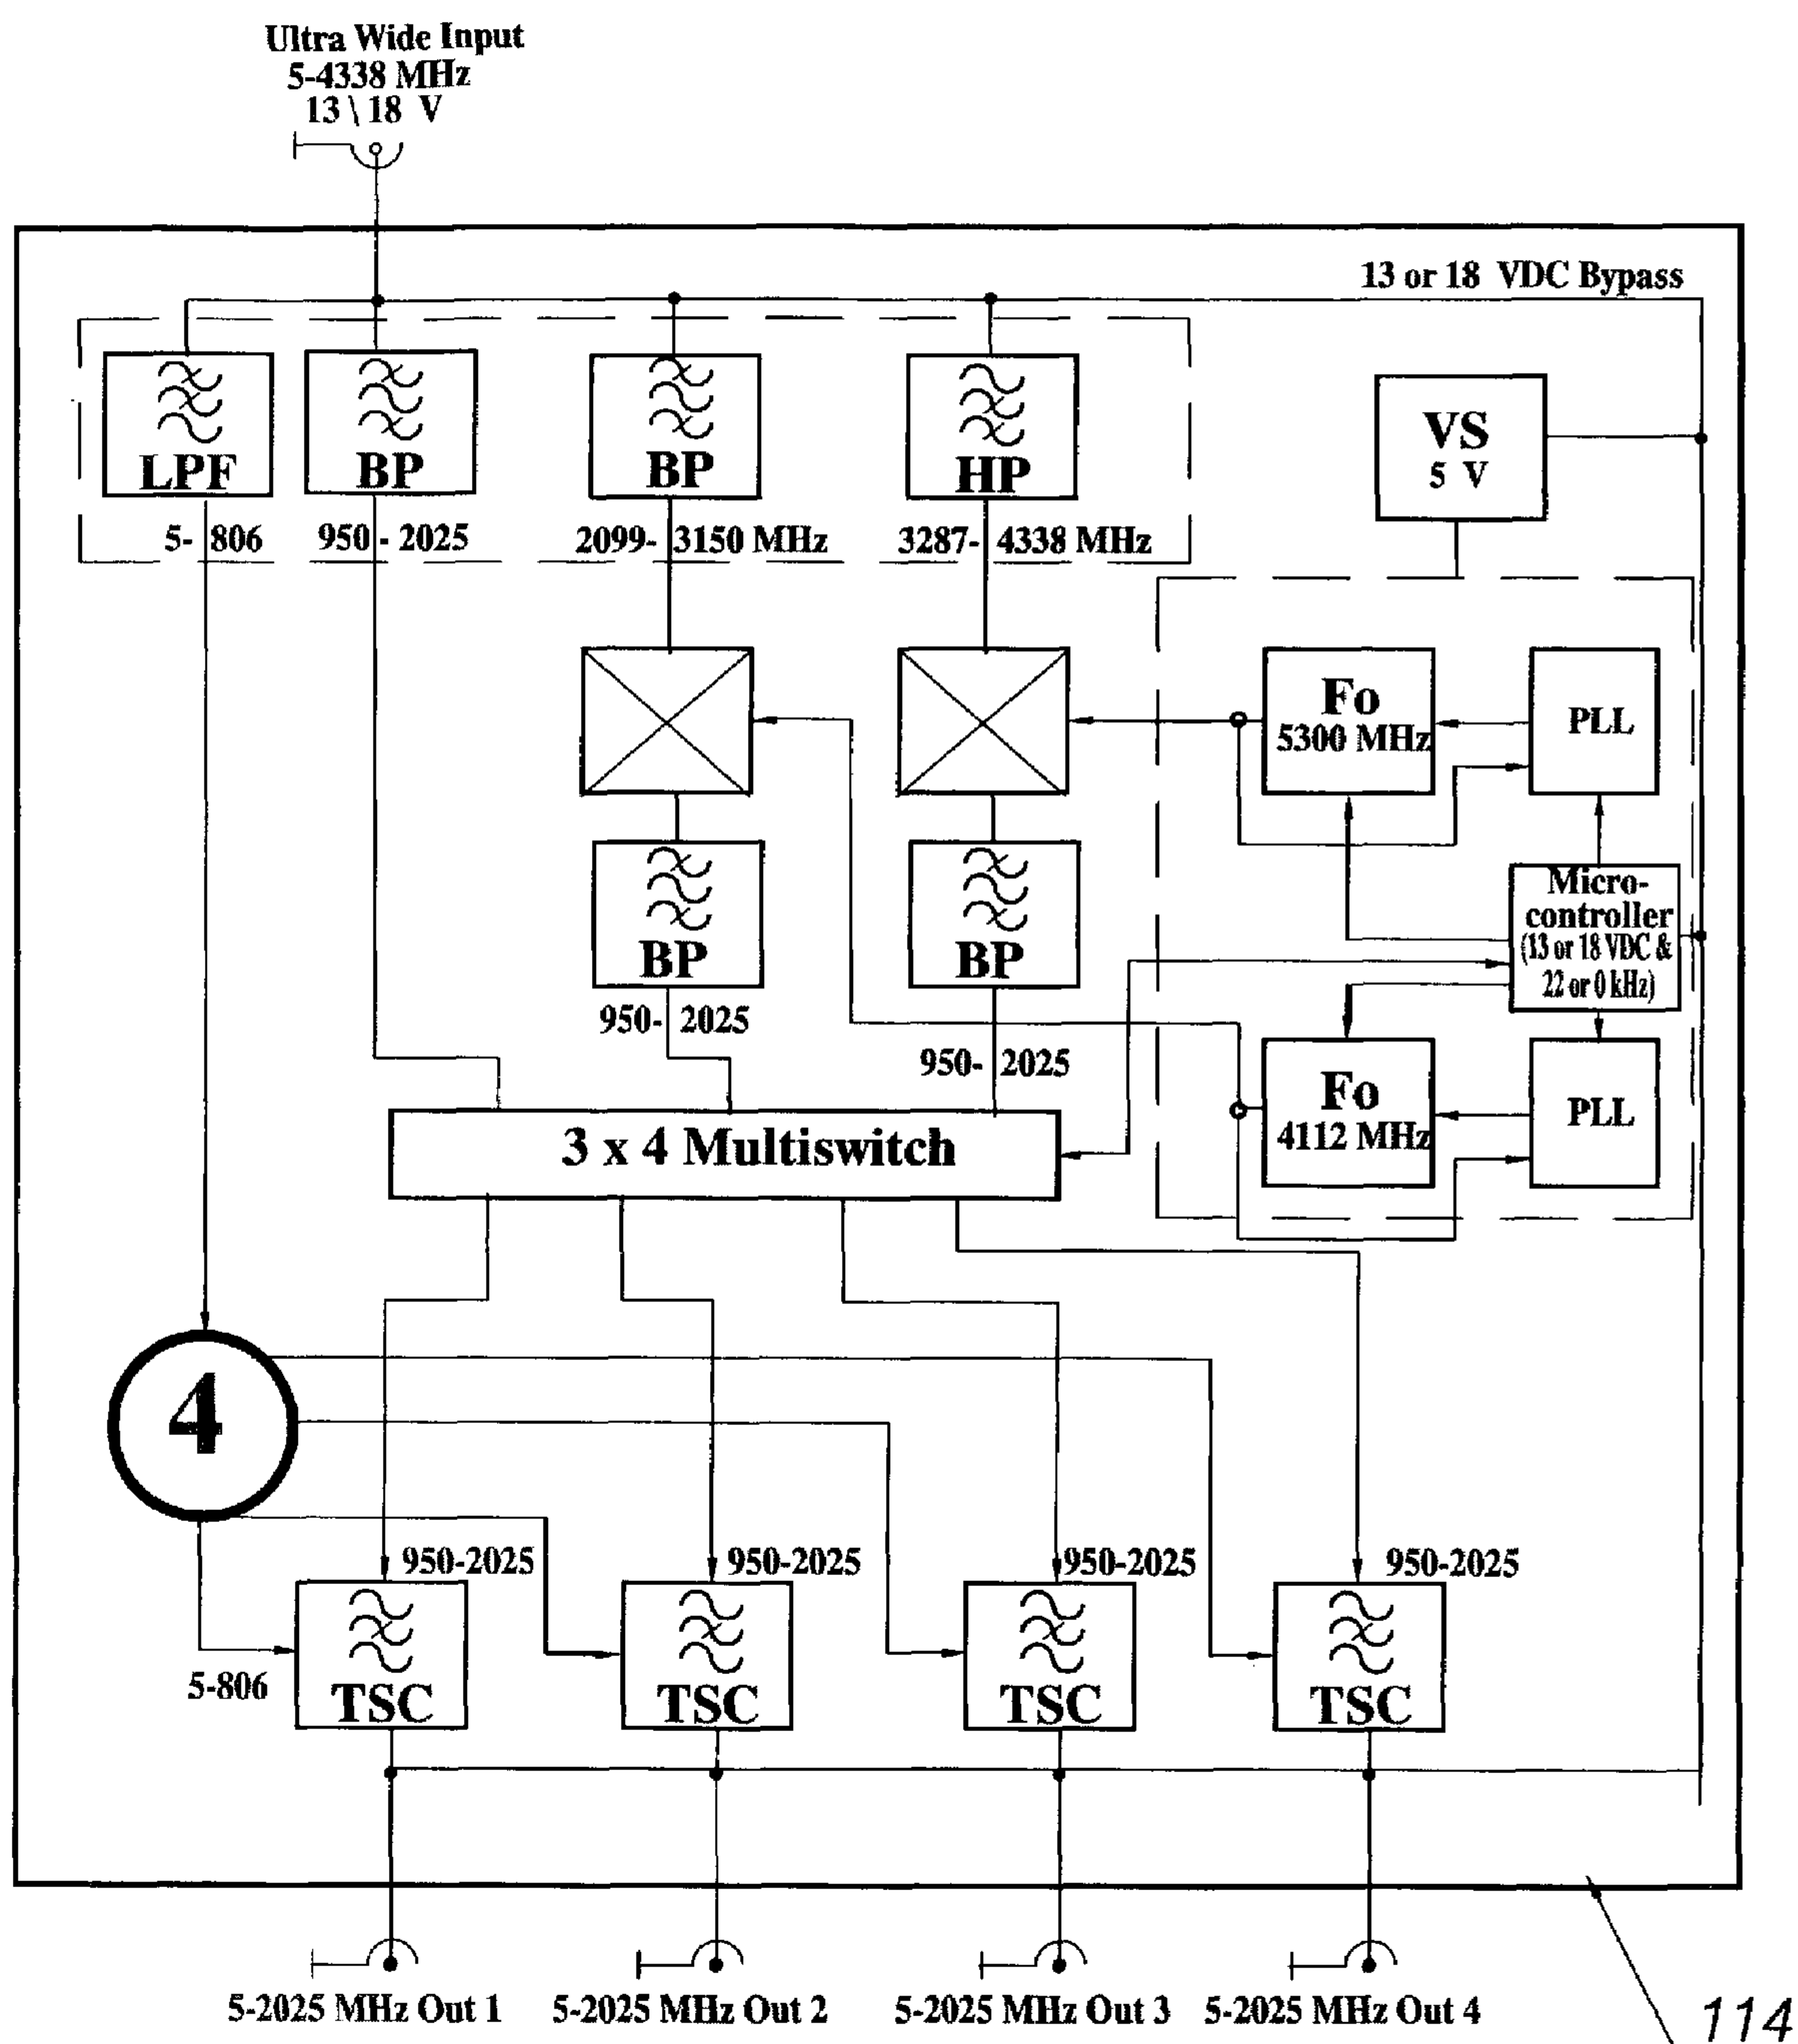 Ultra Wide Input
5-4338 MHz
13 \ 18 V
13 or 18 VDC Bypass
LPF
BP
BP
HP
VS
5 V
5- 806
950 - 2025
2099- 3150 MHz
3287- 4338 MHz
Fo
5300 MHz
PLL
Micro-
controller
(13 or 18 VDC &
22 or 0 kHz)
BP
BP
950- 2025
950- 2025
Fo
4112 MHz
PLL
3 x 4 Multiswitch
4
950-2025
950-2025
950-2025
950-2025
5-806
TSC
TSC
TSC
TSC
5-2025 MHz Out 1
5-2025 MHz Out 2
5-2025 MHz Out 3
5-2025 MHz Out 4
114